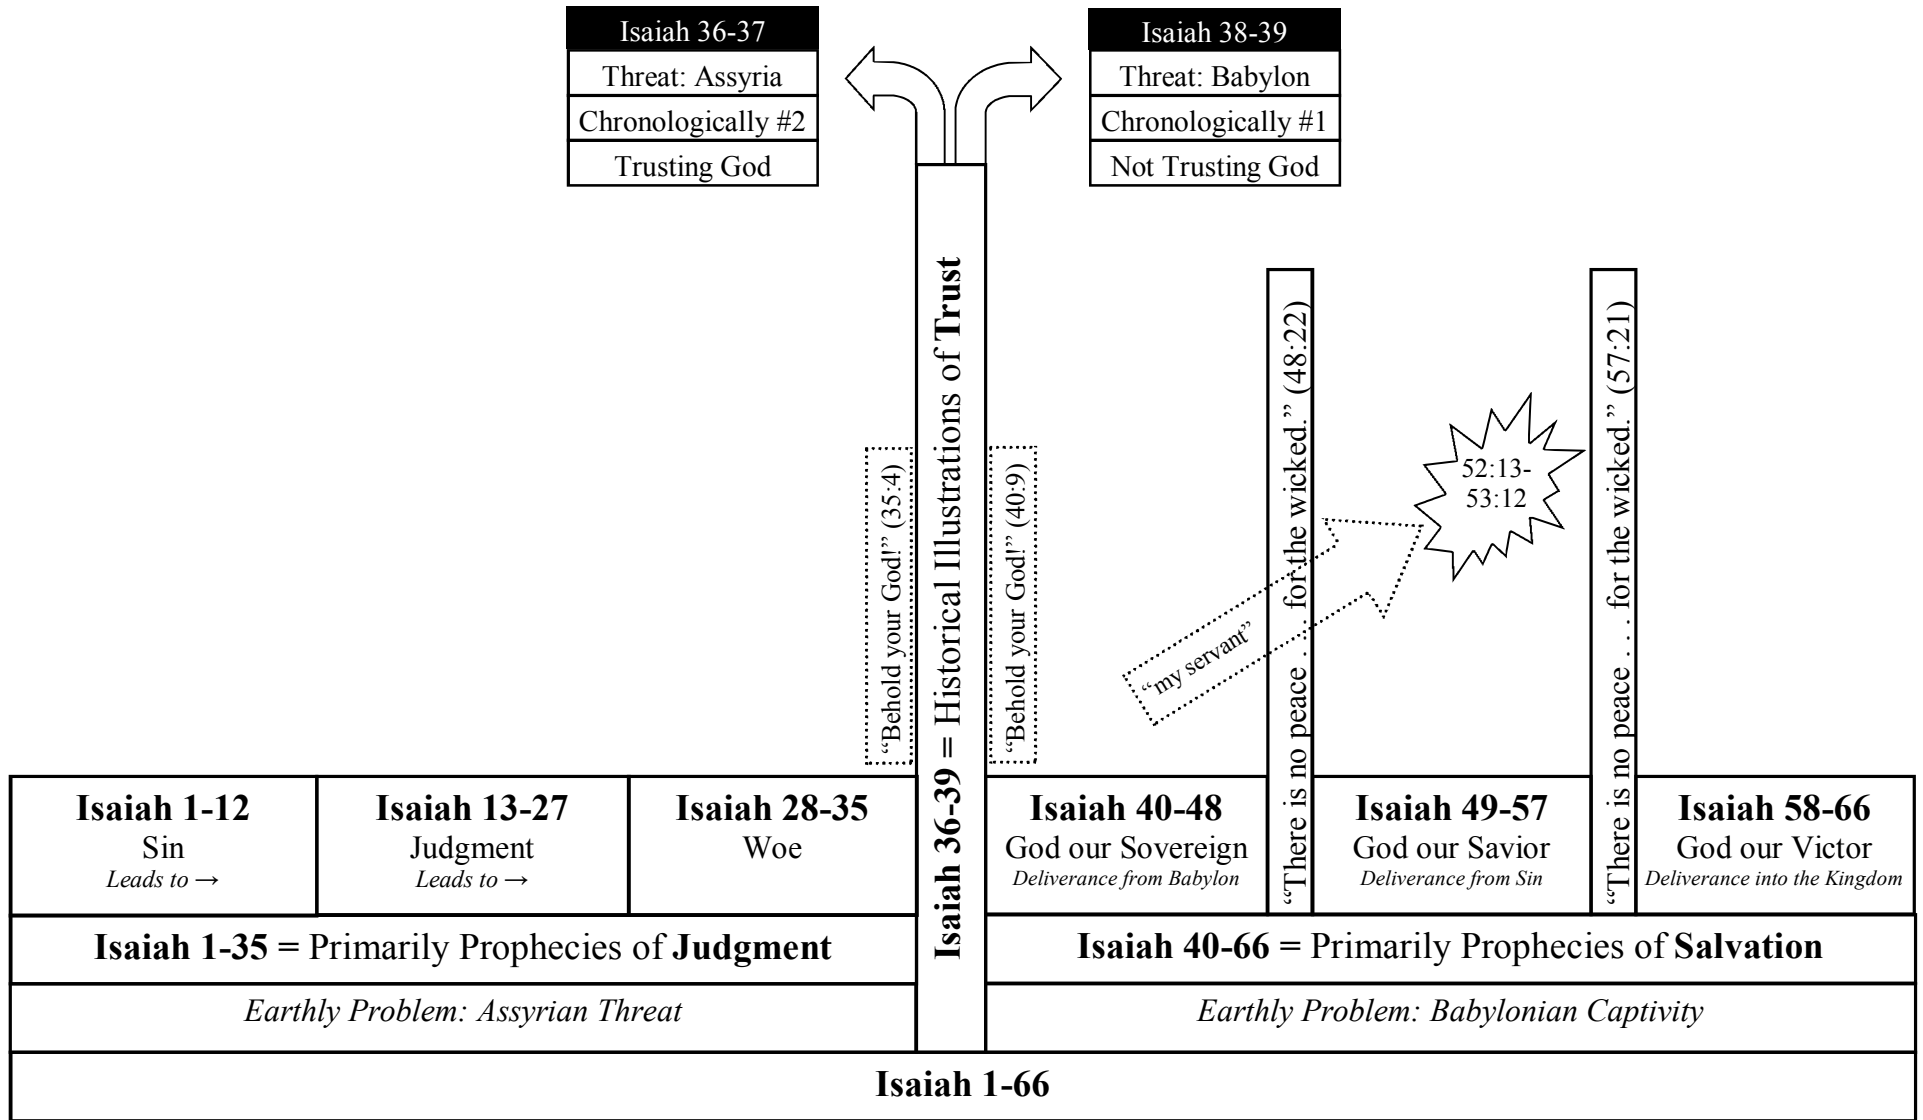 Isaiah 36-37
Threat: Assyria
Chronologically #2
Trusting God
Isaiah 38-39
Threat: Babylon
Chronologically #1
Not Trusting God
Isaiah 36-39 = Historical Illustrations of Trust
“Behold your God!” (35:4)
“Behold your God!” (40:9)
“my servant”
“There is no peace . . . for the wicked.” (48:22)
52:13-
53:12
“There is no peace . . . for the wicked.” (57:21)
Isaiah 1-12
Sin
Leads to →
Isaiah 13-27
Judgment
Leads to →
Isaiah 28-35
Woe
Isaiah 40-48
God our Sovereign
Deliverance from Babylon
Isaiah 49-57
God our Savior
Deliverance from Sin
Isaiah 58-66
God our Victor
Deliverance into the Kingdom
Isaiah 1-35 = Primarily Prophecies of Judgment
Isaiah 40-66 = Primarily Prophecies of Salvation
Earthly Problem: Assyrian Threat
Earthly Problem: Babylonian Captivity
Isaiah 1-66